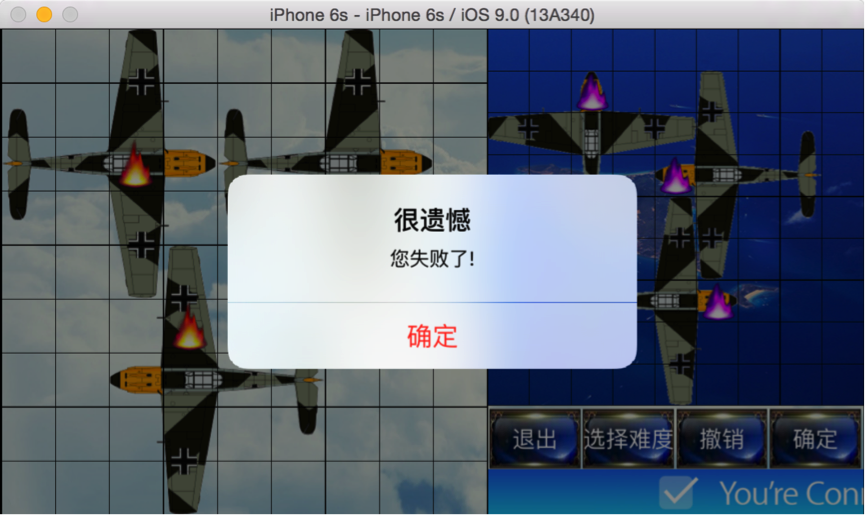 iPhone 6s - iPhone 6s / iOS 9.0 (13A340)
很遗憾
您失败了!
确定
退出 选择难度 撤销 确定
You're Con